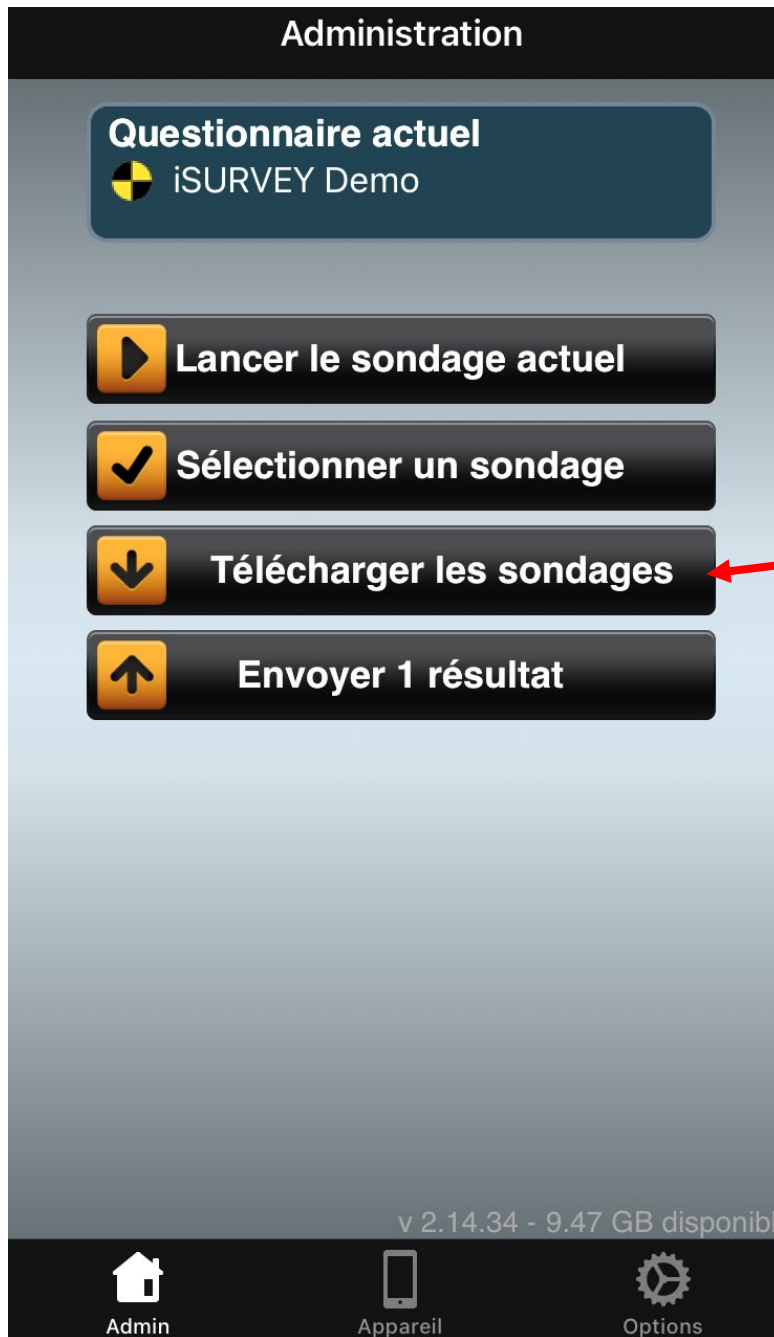 Administration
Questionnaire actuel
iSURVEY Demo
Lancer le sondage actuel
Sélectionner un sondage
Télécharger les sondages
Envoyer 1 résultat
v 2.14.34 - 9.47 GB disponibl
Admin
Appareil
Options